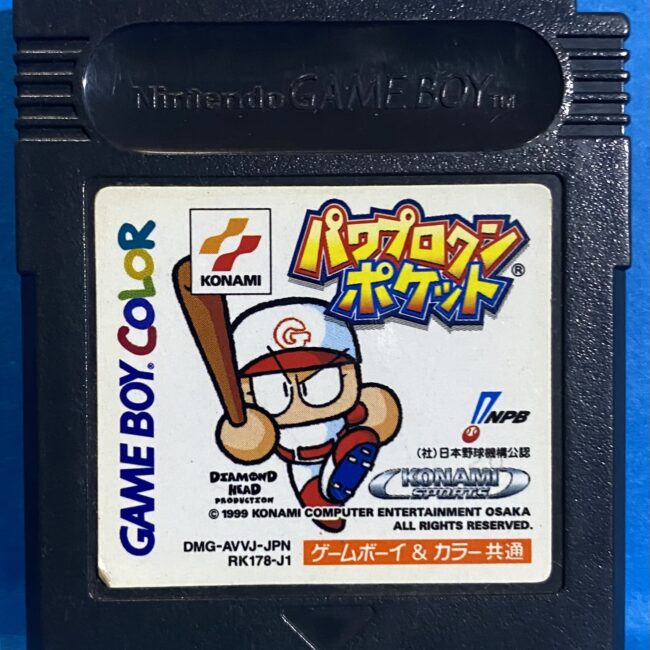 Nintendo GAME BOY TM
GAME BOY COLOR
KONAMI
パワプロクン
ポケット®
G
NPB
(社)日本野球機構公認
KONAMI
SPORTS
DIAMOND
HEAD
PRODUCTION
© 1999 KONAMI COMPUTER ENTERTAINMENT OSAKA
ALL RIGHTS RESERVED.
DMG-AVVJ-JPN
RK178-J1
ゲームボーイ & カラー共通